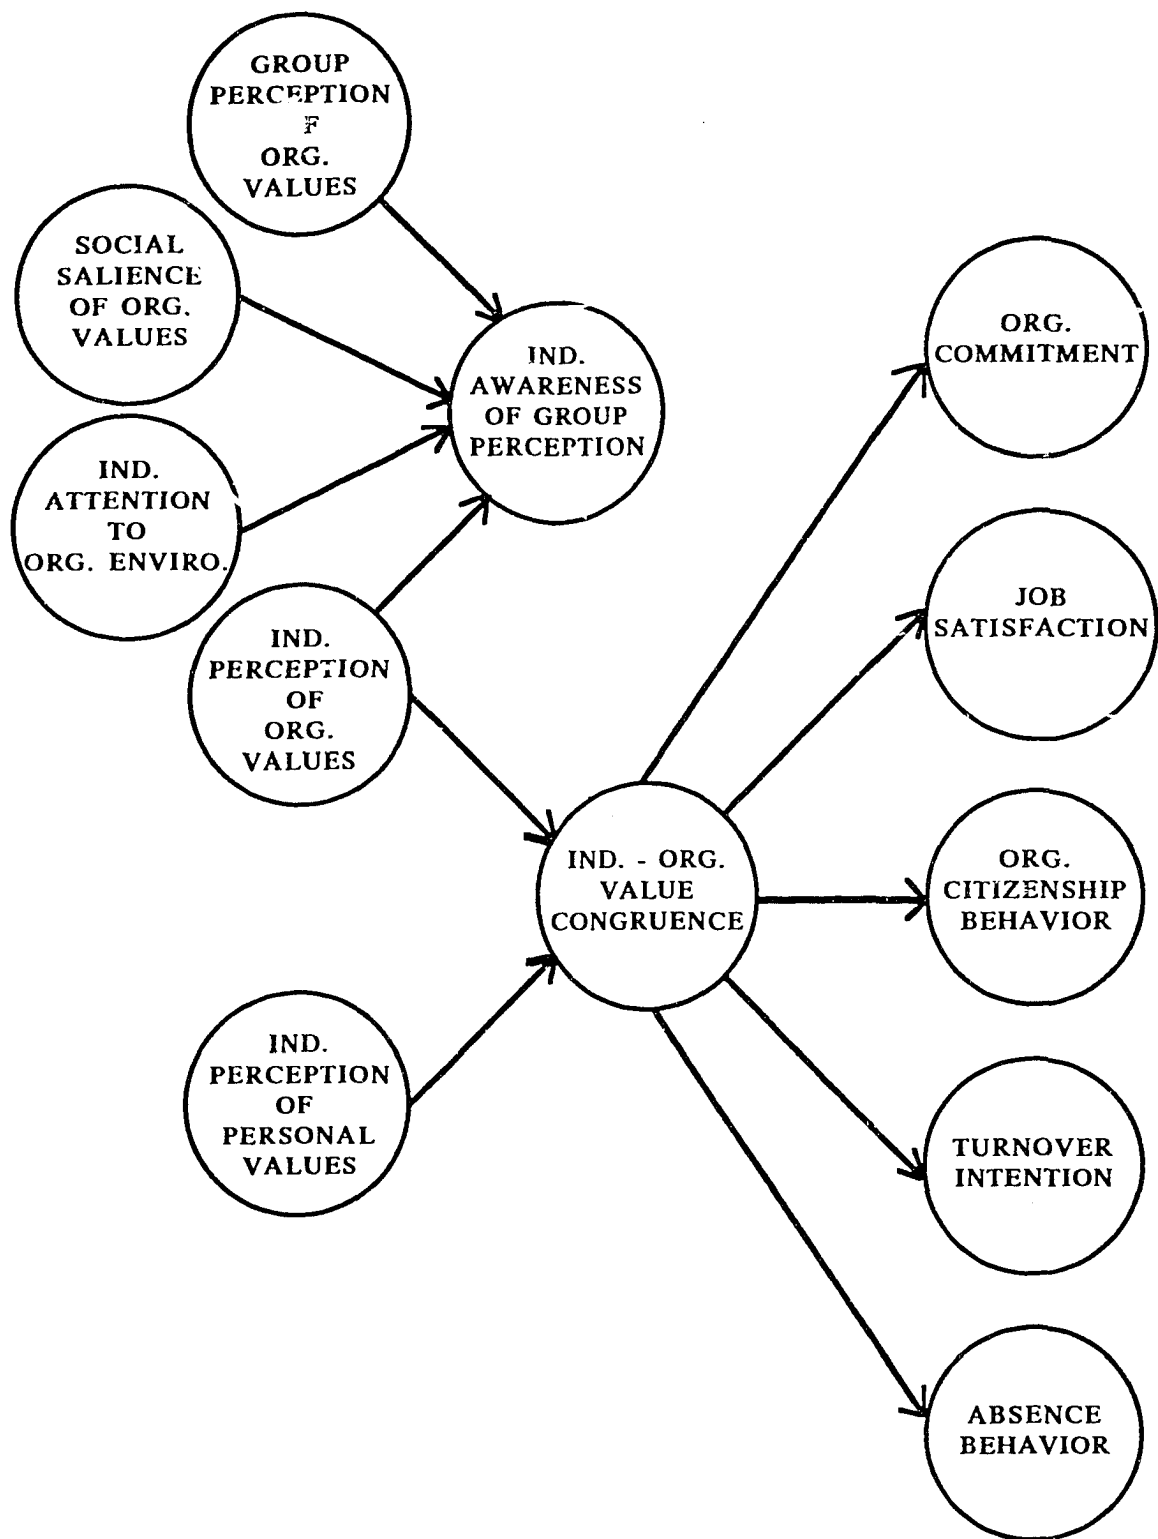 GROUP
PERCEPTION
F
ORG.
VALUES
SOCIAL
SALIENCE
OF ORG.
VALUES
IND.
ATTENTION
TO
ORG. ENVIRO.
IND.
AWARENESS
OF GROUP
PERCEPTION
IND.
PERCEPTION
OF
ORG.
VALUES
IND.
PERCEPTION
OF
PERSONAL
VALUES
IND. - ORG.
VALUE
CONGRUENCE
ORG.
COMMITMENT
JOB
SATISFACTION
ORG.
CITIZENSHIP
BEHAVIOR
TURNOVER
INTENTION
ABSENCE
BEHAVIOR